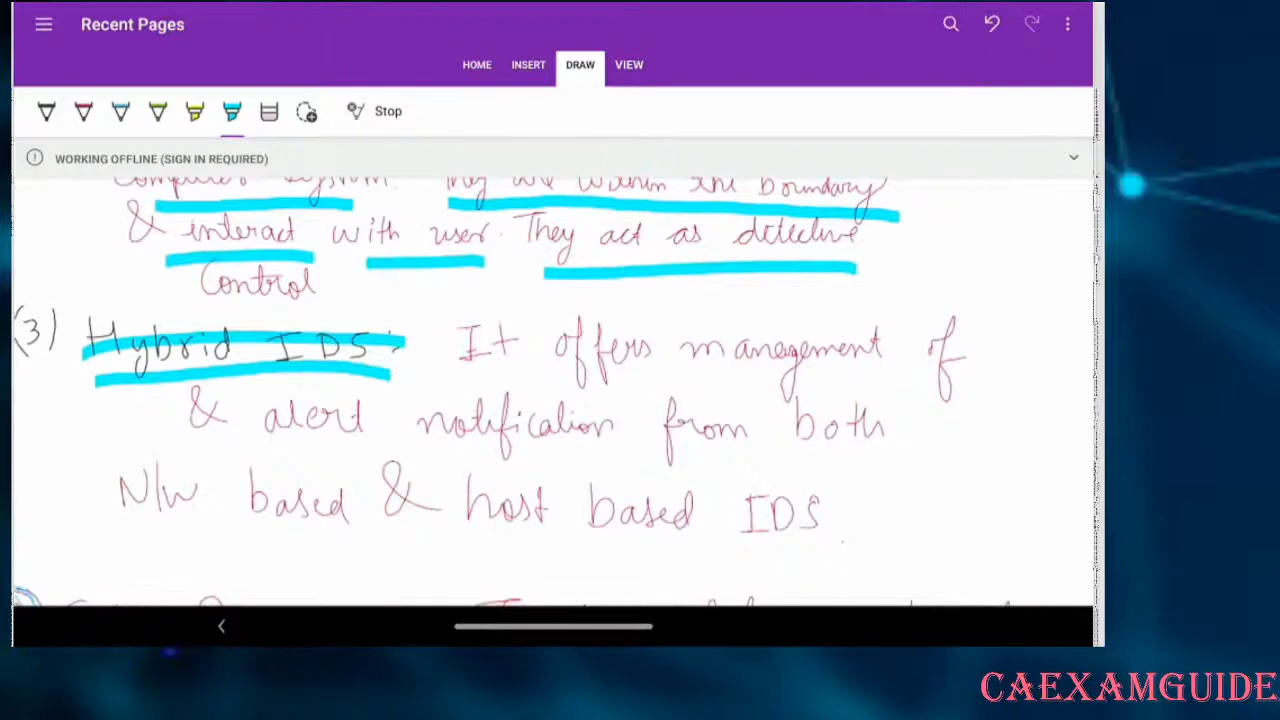 Recent Pages
HOME INSERT DRAW VIEW
Stop
WORKING OFFLINE (SIGN IN REQUIRED)
Computer System. They are within the boundary
& interact with user. They act as detective
Control
(3) Hybrid IDS: It offers management of
& alert notification from both
N/W based & host based IDS
CAEXAMGUIDE